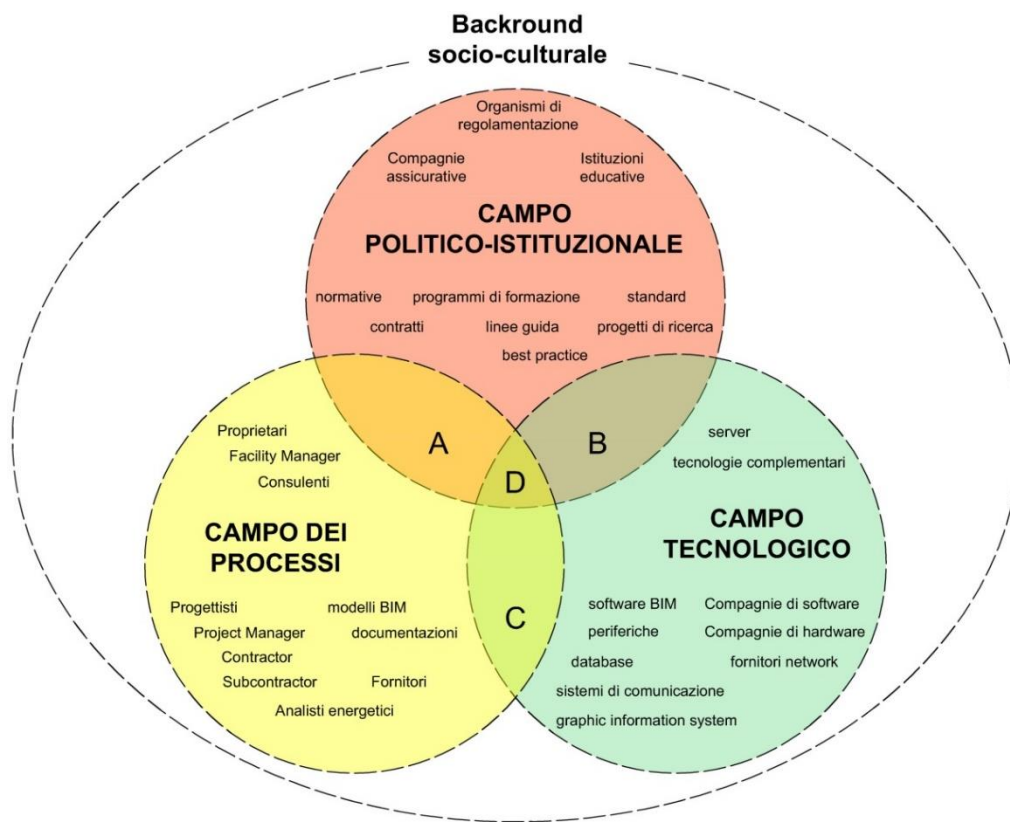 Backround
socio-culturale
Organismi di
regolamentazione
Compagnie
assicurative
Istituzioni
educative
CAMPO
POLITICO-ISTITUZIONALE
normative
programmi di formazione
standard
contratti
linee guida
progetti di ricerca
best practice
A
B
D
C
Proprietari
Facility Manager
Consulenti
CAMPO DEI
PROCESSI
Progettisti
modelli BIM
Project Manager
documentazioni
Contractor
Subcontractor
Fornitori
Analisti energetici
server
tecnologie complementari
CAMPO
TECNOLOGICO
software BIM
Compagnie di software
periferiche
Compagnie di hardware
database
fornitori network
sistemi di comunicazione
graphic information system